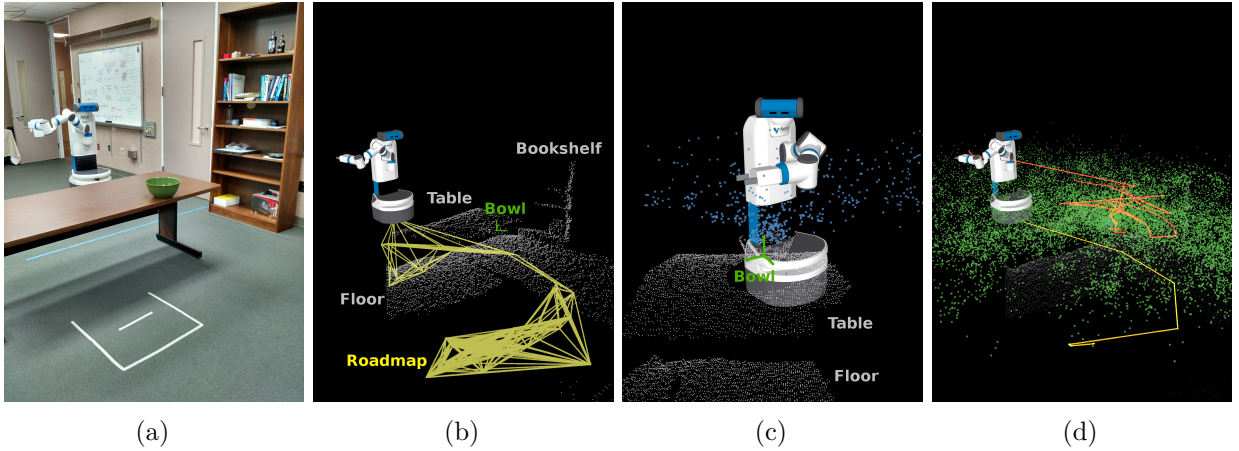 Bookshelf
Table
Bowl
Floor
Roadmap
Bowl
Table
Floor
(a) (b) (c) (d)